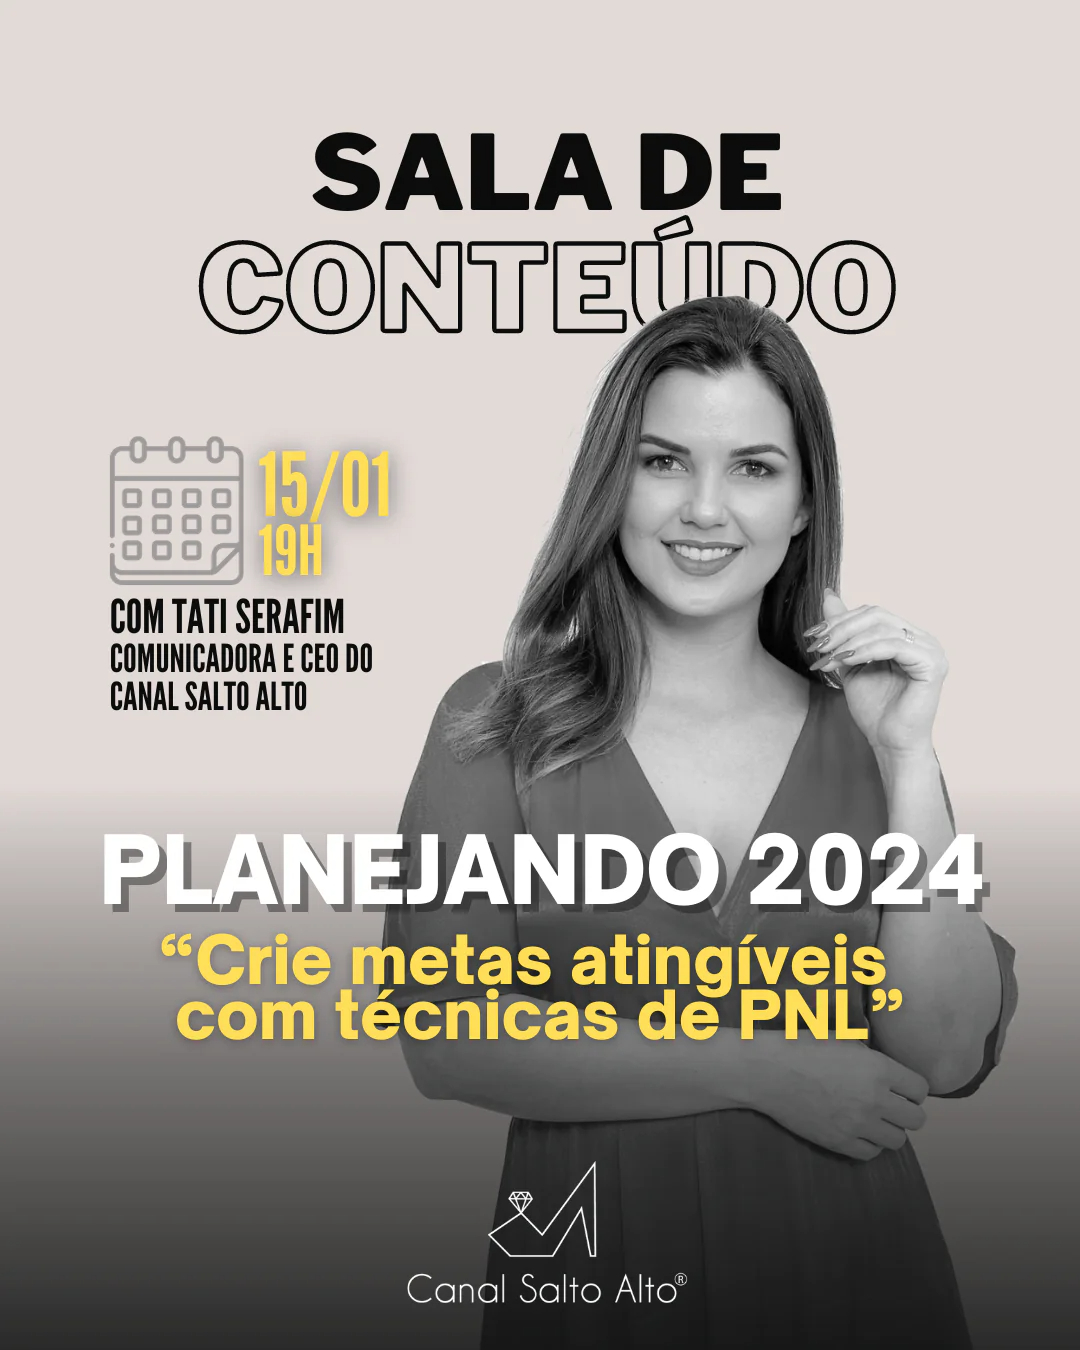 SALA DE
CONTEÚDO
15/01
19H
COM TATI SERAFIM
COMUNICADORA E CEO DO
CANAL SALTO ALTO
PLANEJANDO 2024
“Crie metas atingíveis
com técnicas de PNL”
Canal Salto Alto®